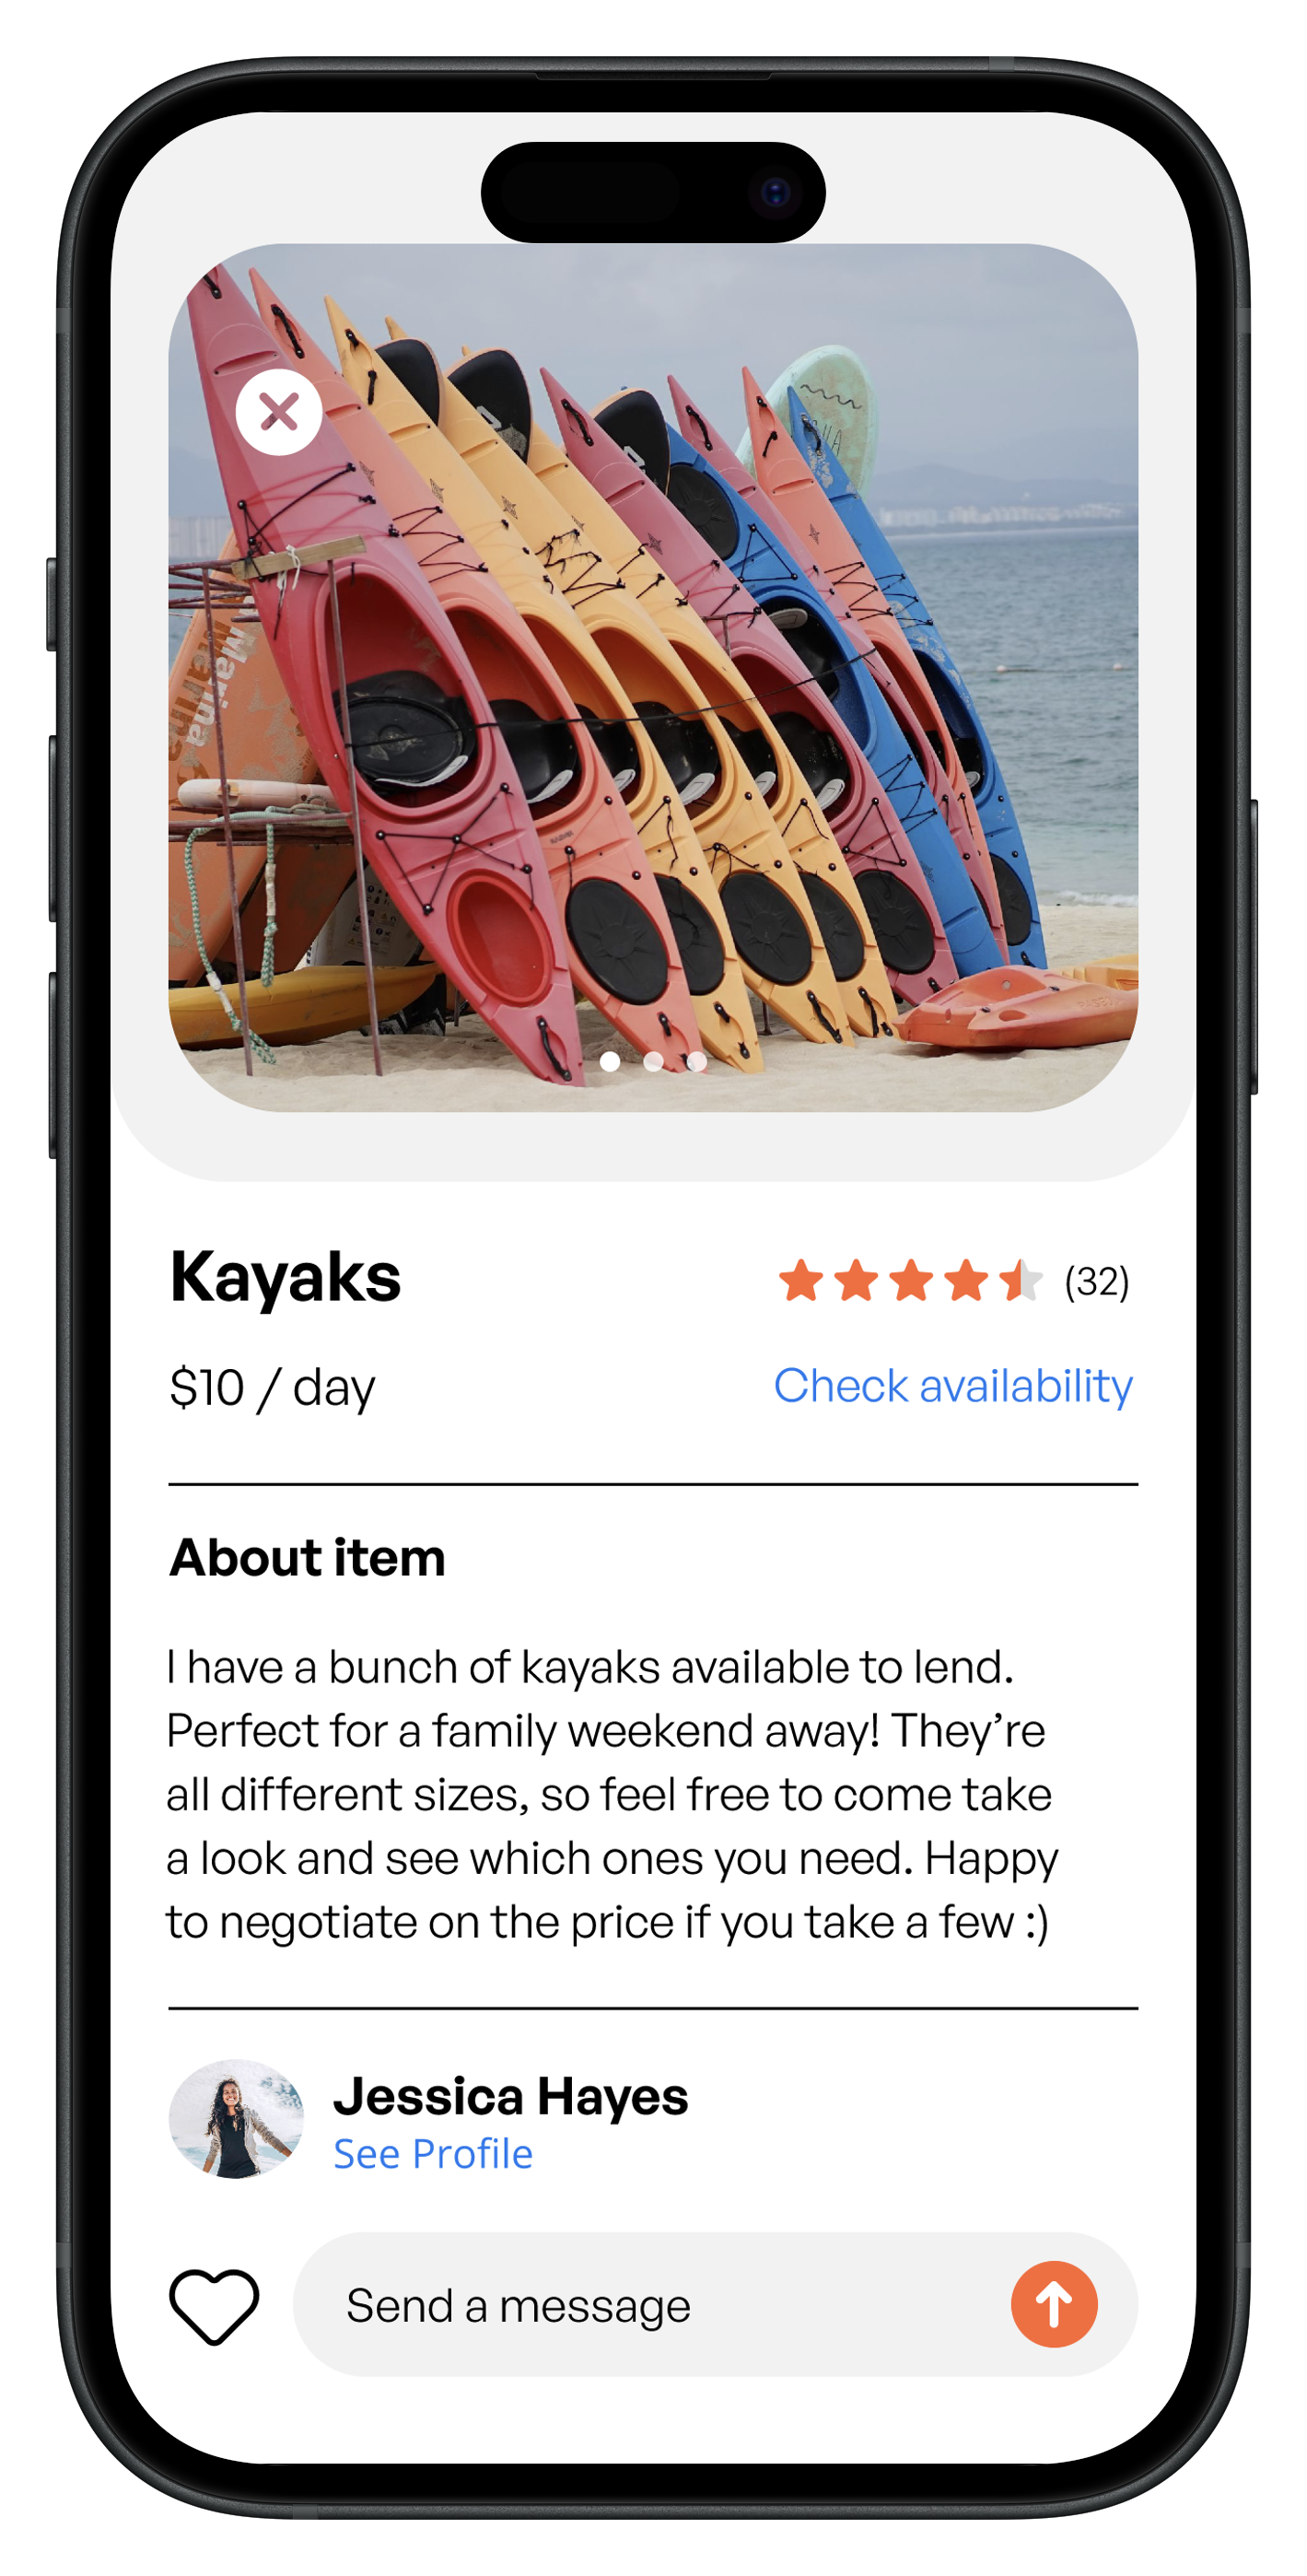 Marina
Kayaks
(32)
$10 / day
Check availability
About item
I have a bunch of kayaks available to lend.
Perfect for a family weekend away! They’re
all different sizes, so feel free to come take
a look and see which ones you need. Happy
to negotiate on the price if you take a few :)
Jessica Hayes
See Profile
Send a message